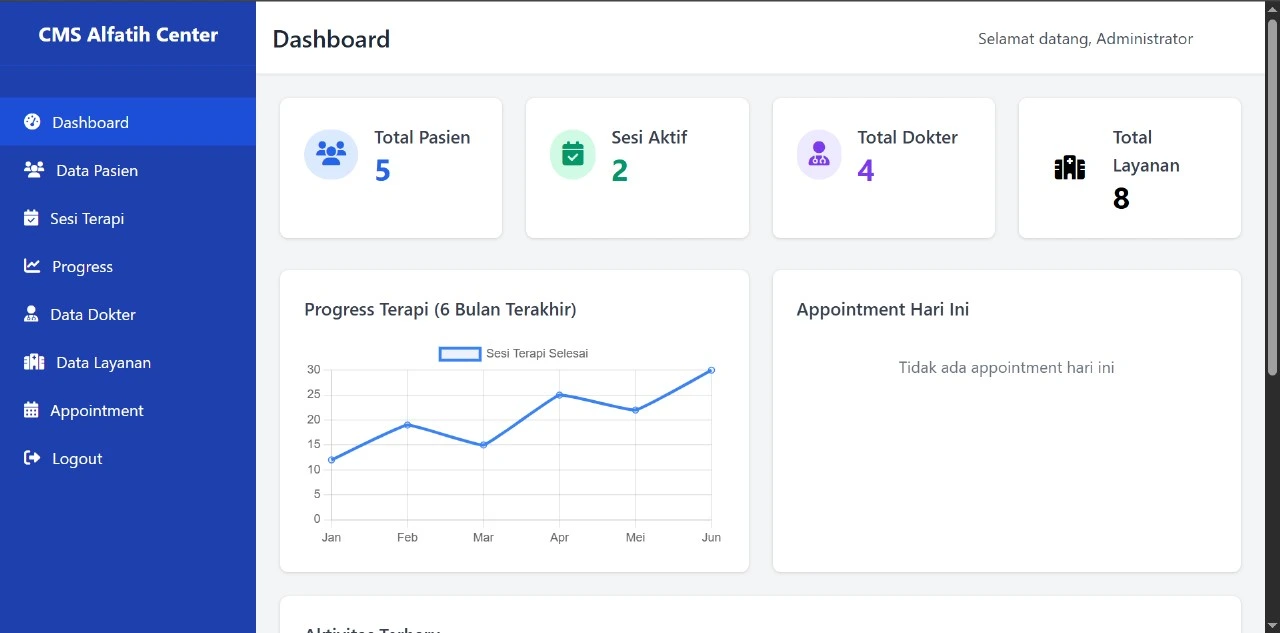 CMS Alfatih Center
Dashboard
Data Pasien
Sesi Terapi
Progress
Data Dokter
Data Layanan
Appointment
Logout
Dashboard
Selamat datang, Administrator
Total Pasien
5
Sesi Aktif
2
Total Dokter
4
Total
Layanan
8
Progress Terapi (6 Bulan Terakhir)
Sesi Terapi Selesai
30
25
20
15
10
5
0
Jan Feb Mar Apr Mei Jun
Appointment Hari Ini
Tidak ada appointment hari ini